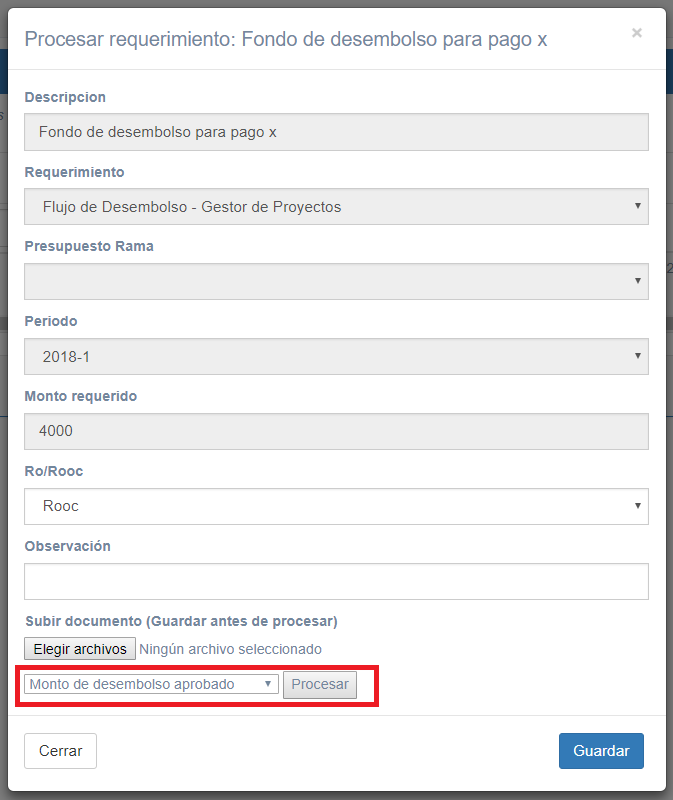 Procesar requerimiento: Fondo de desembolso para pago x
×
Descripcion
Fondo de desembolso para pago x
Requerimiento
Flujo de Desembolso - Gestor de Proyectos
Presupuesto Rama
Periodo
2018-1
Monto requerido
4000
Ro/Rooc
Rooc
Observación
Subir documento (Guardar antes de procesar)
Elegir archivos Ningún archivo seleccionado
Monto de desembolso aprobado Procesar
Cerrar Guardar